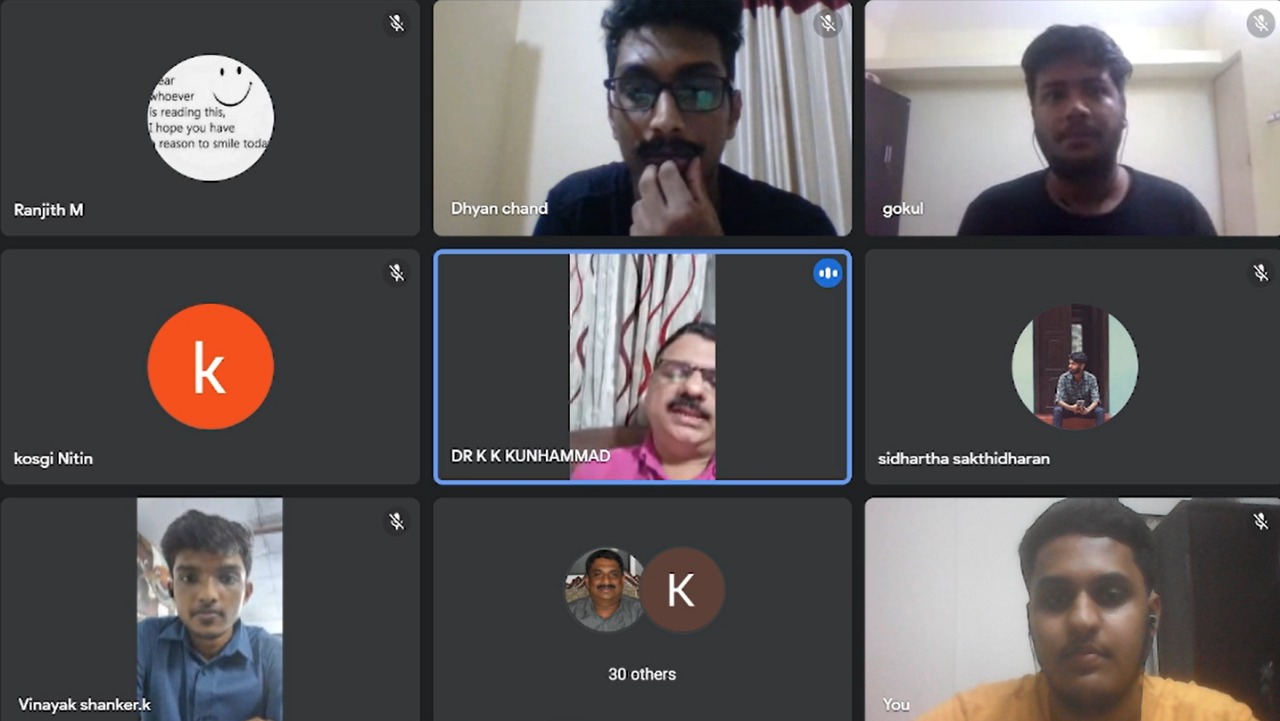 ear
whoever
is reading this,
I hope you have
reason to smile toda
Ranjith M
Dhyan chand
gokul
k
kosgi Nitin
DR K K KUNHAMMAD
sidhartha sakthidharan
Vinayak shanker.k
K
30 others
You